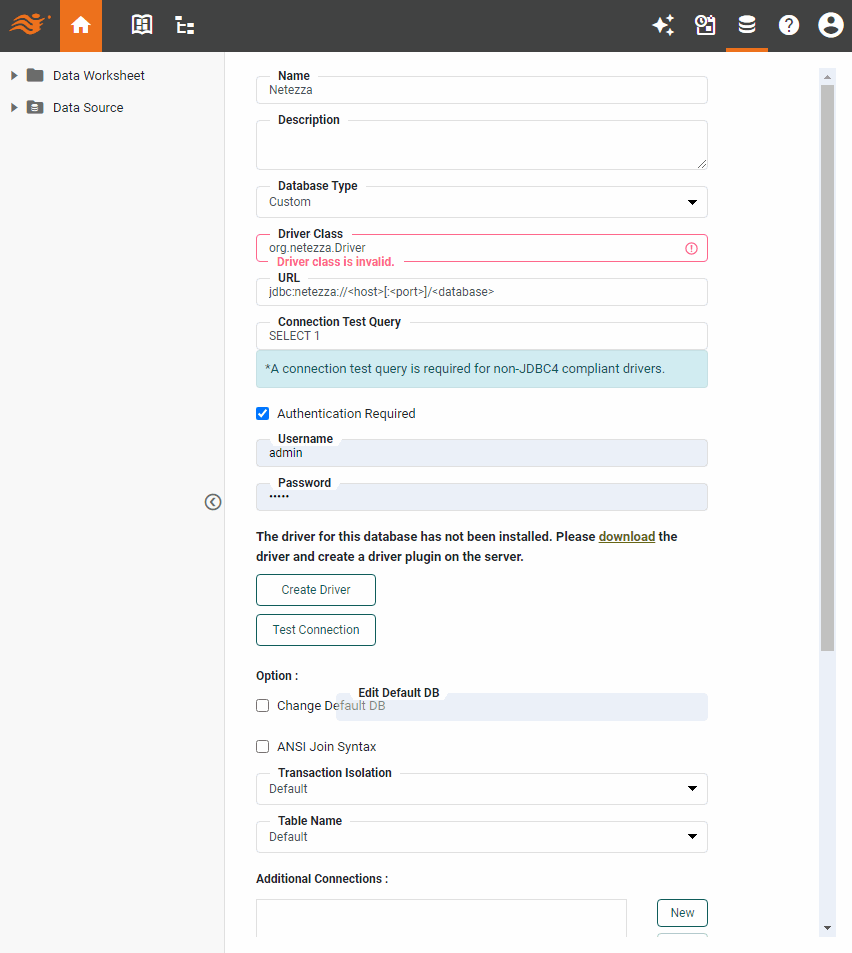 Data Worksheet
Data Source
Name
Netezza
Description
Database Type
Custom
Driver Class
org.netezza.Driver
Driver class is invalid.
URL
jdbc:netezza://<host>[:<port>]/<database>
Connection Test Query
SELECT 1
*A connection test query is required for non-JDBC4 compliant drivers.
Authentication Required
Username
admin
Password
•••••
The driver for this database has not been installed. Please download the
driver and create a driver plugin on the server.
Create Driver
Test Connection
Option :
Edit Default DB
Change Default DB
ANSI Join Syntax
Transaction Isolation
Default
Table Name
Default
Additional Connections :
New